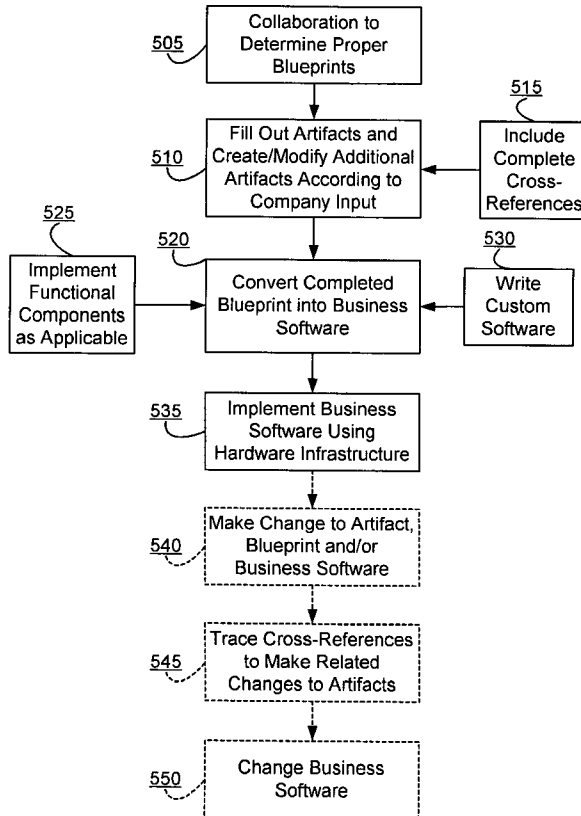 505
Collaboration to
Determine Proper
Blueprints
510
Fill Out Artifacts and
Create/Modify Additional
Artifacts According to
Company Input
515
Include
Complete
Cross-
References
520
Convert Completed
Blueprint into Business
Software
525
Implement
Functional
Components
as Applicable
530
Write
Custom
Software
535
Implement Business
Software Using
Hardware Infrastructure
540
Make Change to Artifact,
Blueprint and/or
Business Software
545
Trace Cross-References
to Make Related
Changes to Artifacts
550
Change Business
Software